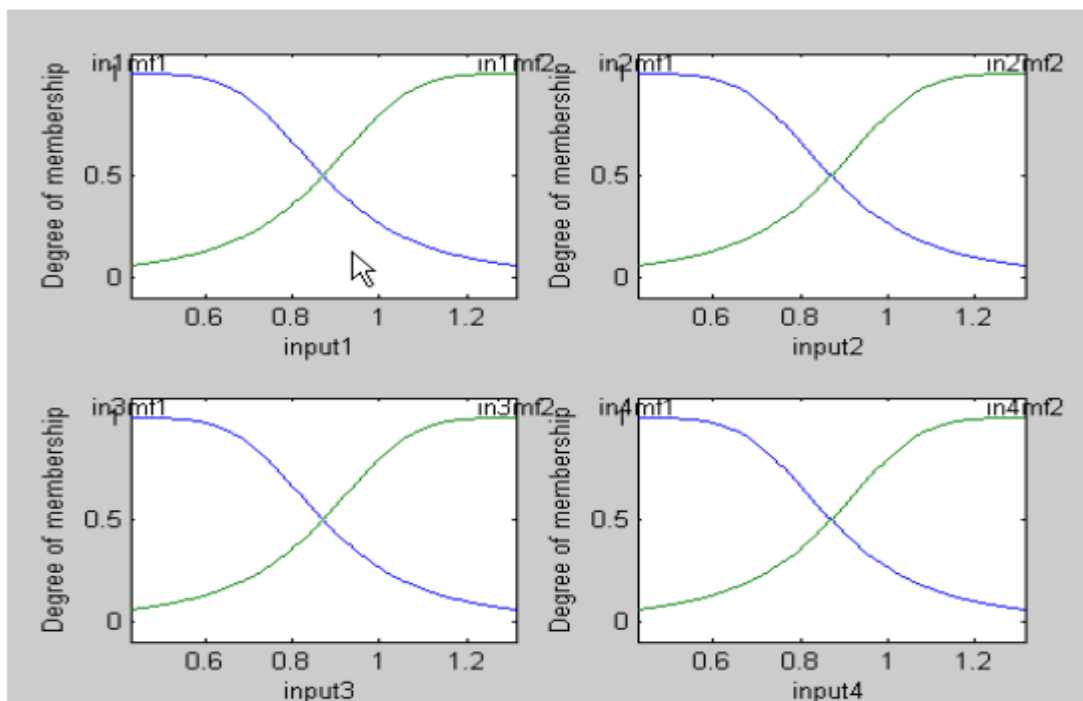 in1mf1 in1mf2
1
0.5
0
Degree of membership
0.6 0.8 1 1.2
input1
in2mf1 in2mf2
1
0.5
0
Degree of membership
0.6 0.8 1 1.2
input2
in3mf1 in3mf2
1
0.5
0
Degree of membership
0.6 0.8 1 1.2
input3
in4mf1 in4mf2
1
0.5
0
Degree of membership
0.6 0.8 1 1.2
input4